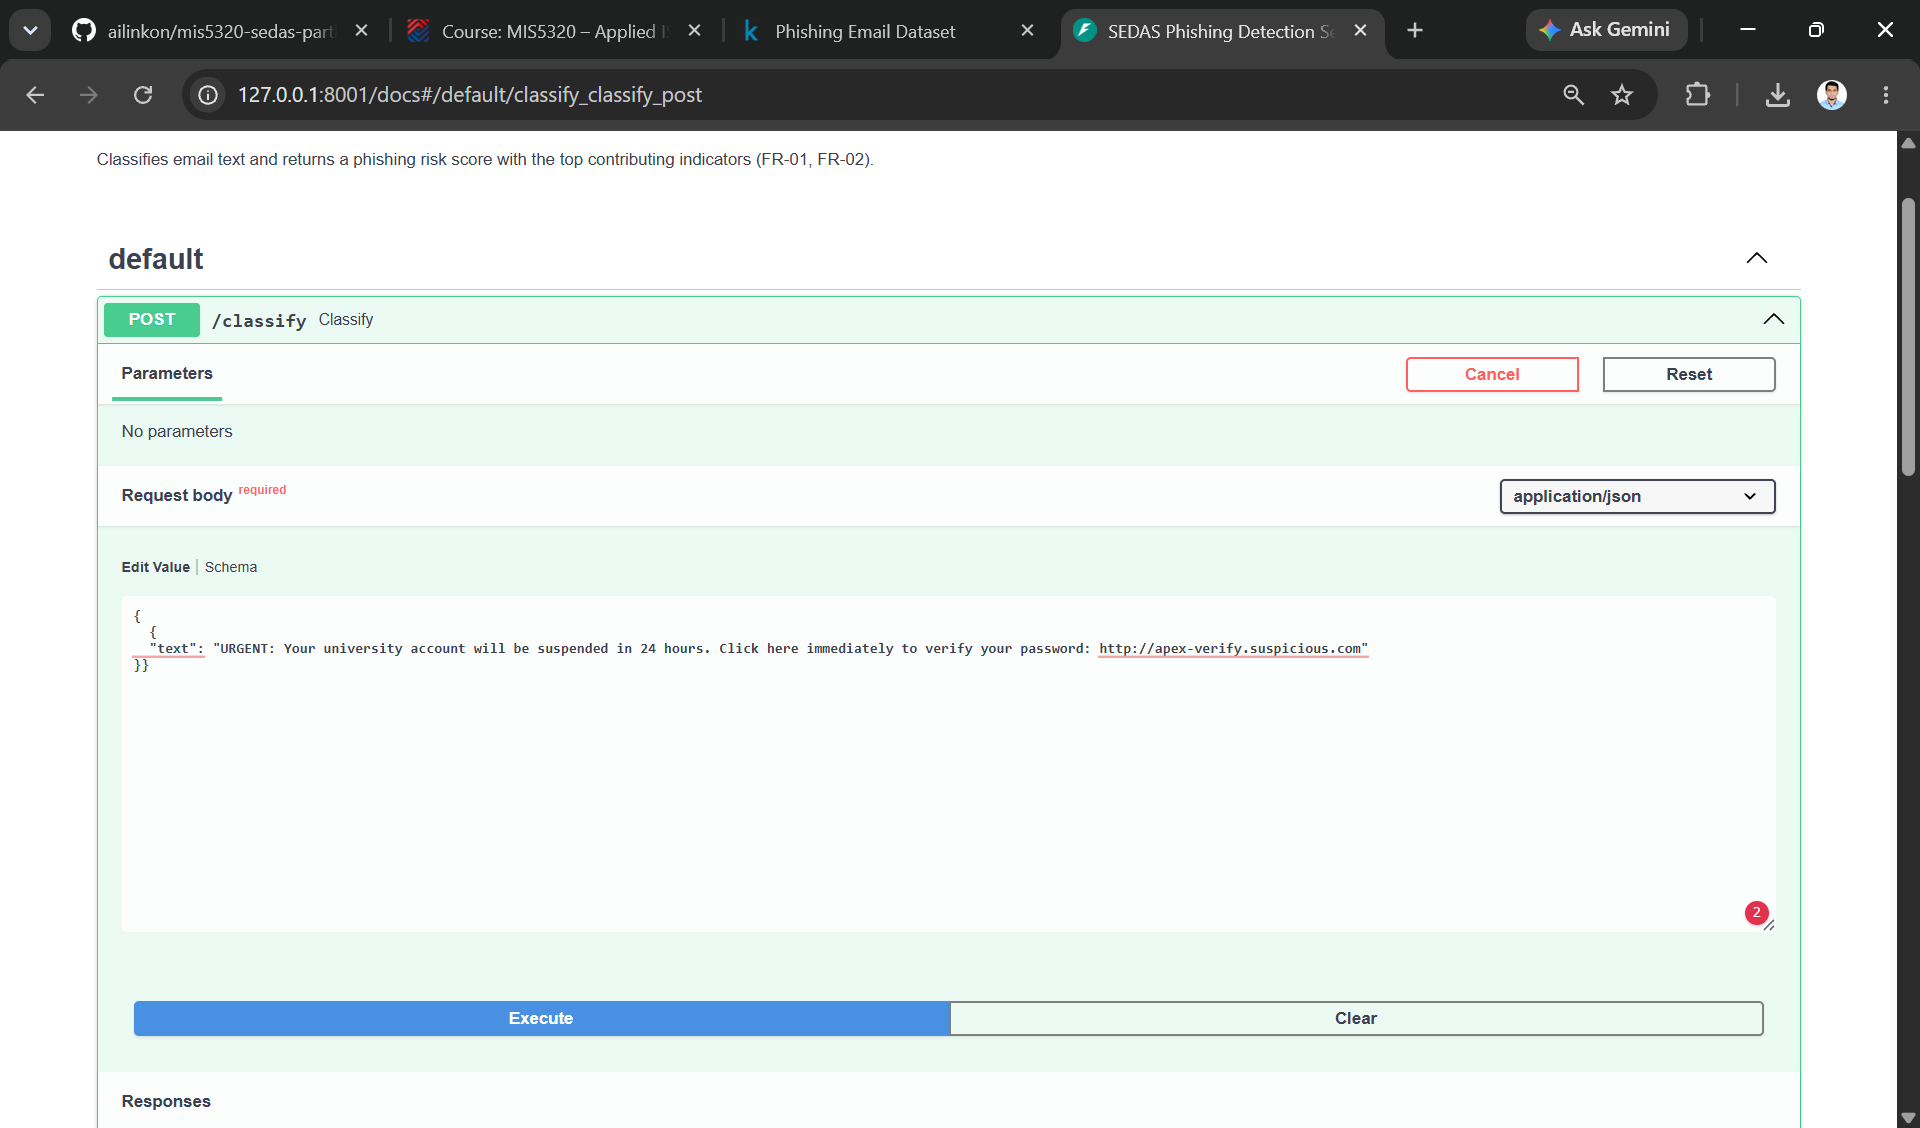 ailinkon/mis5320-sedas-part
Course: MIS5320 – Applied IS
Phishing Email Dataset
SEDAS Phishing Detection Se
Ask Gemini
127.0.0.1:8001/docs#/default/classify_classify_post
Classifies email text and returns a phishing risk score with the top contributing indicators (FR-01, FR-02).
default
POST /classify Classify
Parameters
Cancel
Reset
No parameters
Request body required
application/json
Edit Value | Schema
{
{
"text": "URGENT: Your university account will be suspended in 24 hours. Click here immediately to verify your password: http://apex-verify.suspicious.com"
}}
2
Execute
Clear
Responses